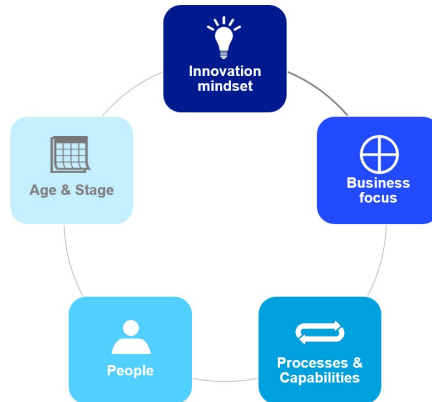 Innovation
mindset
Business
focus
Processes &
Capabilities
People
Age & Stage